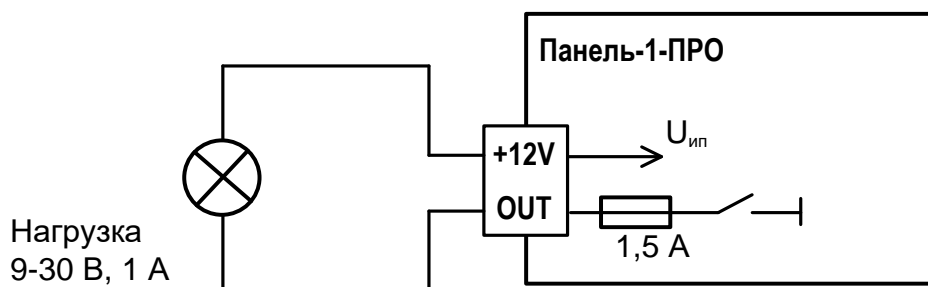 Панель-1-ПРО
+12V
Uип
OUT
1,5 А
Нагрузка
9-30 В, 1 А